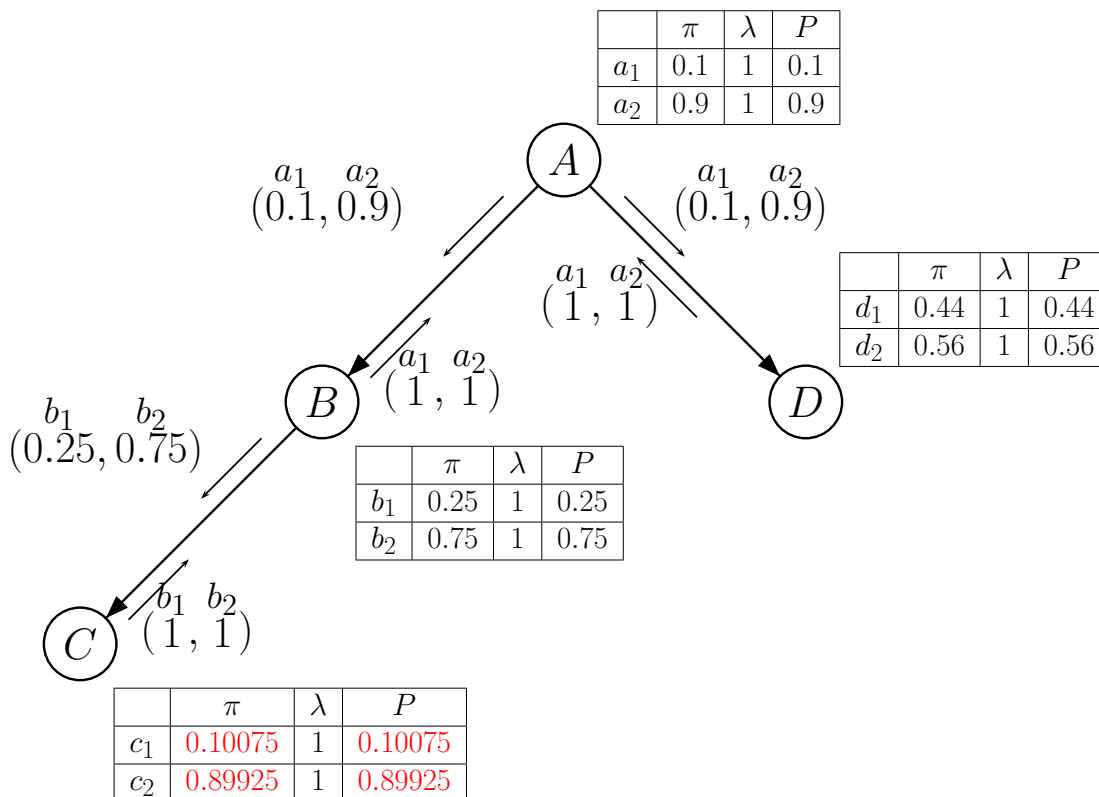 π λ P
a₁ 0.1 1 0.1
a₂ 0.9 1 0.9
A
a₁ a₂
(0.1, 0.9)
a₁ a₂
(0.1, 0.9)
a₁ a₂
(1, 1)
π λ P
d₁ 0.44 1 0.44
d₂ 0.56 1 0.56
a₁ a₂
(1, 1)
B
D
b₁ b₂
(0.25, 0.75)
π λ P
b₁ 0.25 1 0.25
b₂ 0.75 1 0.75
b₁ b₂
(1, 1)
C
π λ P
c₁ 0.10075 1 0.10075
c₂ 0.89925 1 0.89925